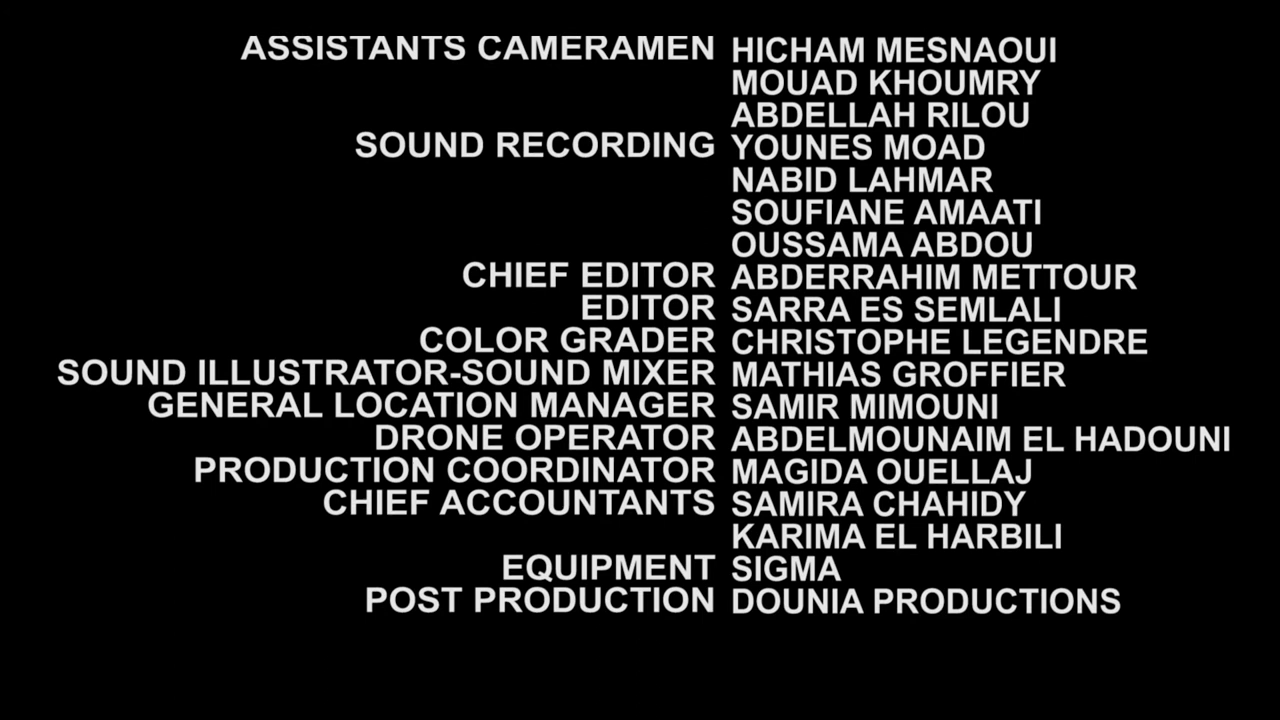 ASSISTANTS CAMERAMEN HICHAM MESNAOUI
MOUAD KHOUMRY
ABDELLAH RILOU
SOUND RECORDING YOUNES MOAD
NABID LAHMAR
SOUFIANE AMAATI
OUSSAMA ABDOU
CHIEF EDITOR ABDERRAHIM METTOUR
EDITOR SARRA ES SEMLALI
COLOR GRADER CHRISTOPHE LEGENDRE
SOUND ILLUSTRATOR-SOUND MIXER MATHIAS GROFFIER
GENERAL LOCATION MANAGER SAMIR MIMOUNI
DRONE OPERATOR ABDELMOUNAIM EL HADOUNI
PRODUCTION COORDINATOR MAGIDA OUELLAJ
CHIEF ACCOUNTANTS SAMIRA CHAHIDY
KARIMA EL HARBILI
EQUIPMENT SIGMA
POST PRODUCTION DOUNIA PRODUCTIONS